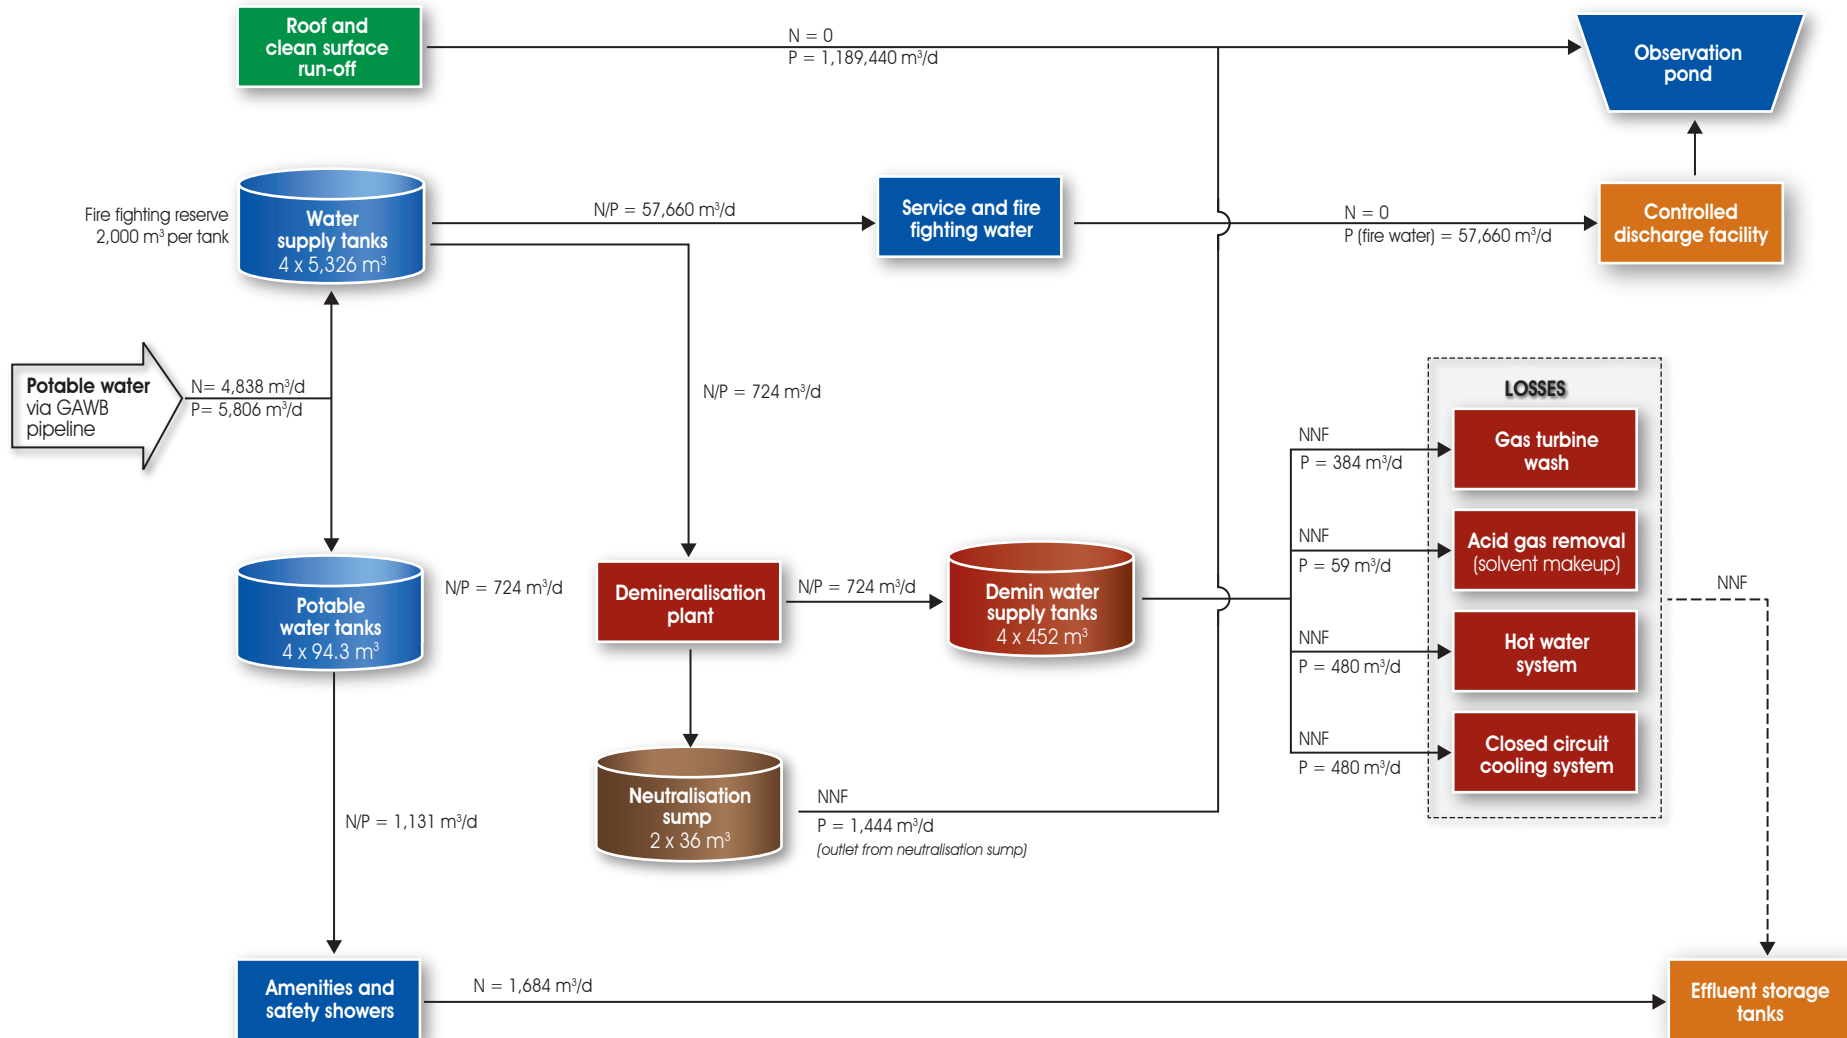 Roof and
clean surface
run-off
N = 0
P = 1,189,440 m³/d
Observation
pond
Fire fighting reserve
2,000 m³ per tank
Water
supply tanks
4 x 5,326 m³
N/P = 57,660 m³/d
Service and fire
fighting water
N = 0
P (fire water) = 57,660 m³/d
Controlled
discharge facility
Potable water
via GAWB
pipeline
N= 4,838 m³/d
P= 5,806 m³/d
N/P = 724 m³/d
LOSSES
NNF
P = 384 m³/d
Gas turbine
wash
NNF
P = 59 m³/d
Acid gas removal
(solvent makeup)
NNF
P = 480 m³/d
Hot water
system
NNF
P = 480 m³/d
Closed circuit
cooling system
NNF
Potable
water tanks
4 x 94.3 m³
N/P = 724 m³/d
Demineralisation
plant
N/P = 724 m³/d
Demin water
supply tanks
4 x 452 m³
Neutralisation
sump
2 x 36 m³
NNF
P = 1,444 m³/d
(outlet from neutralisation sump)
N/P = 1,131 m³/d
Amenities and
safety showers
N = 1,684 m³/d
Effluent storage
tanks